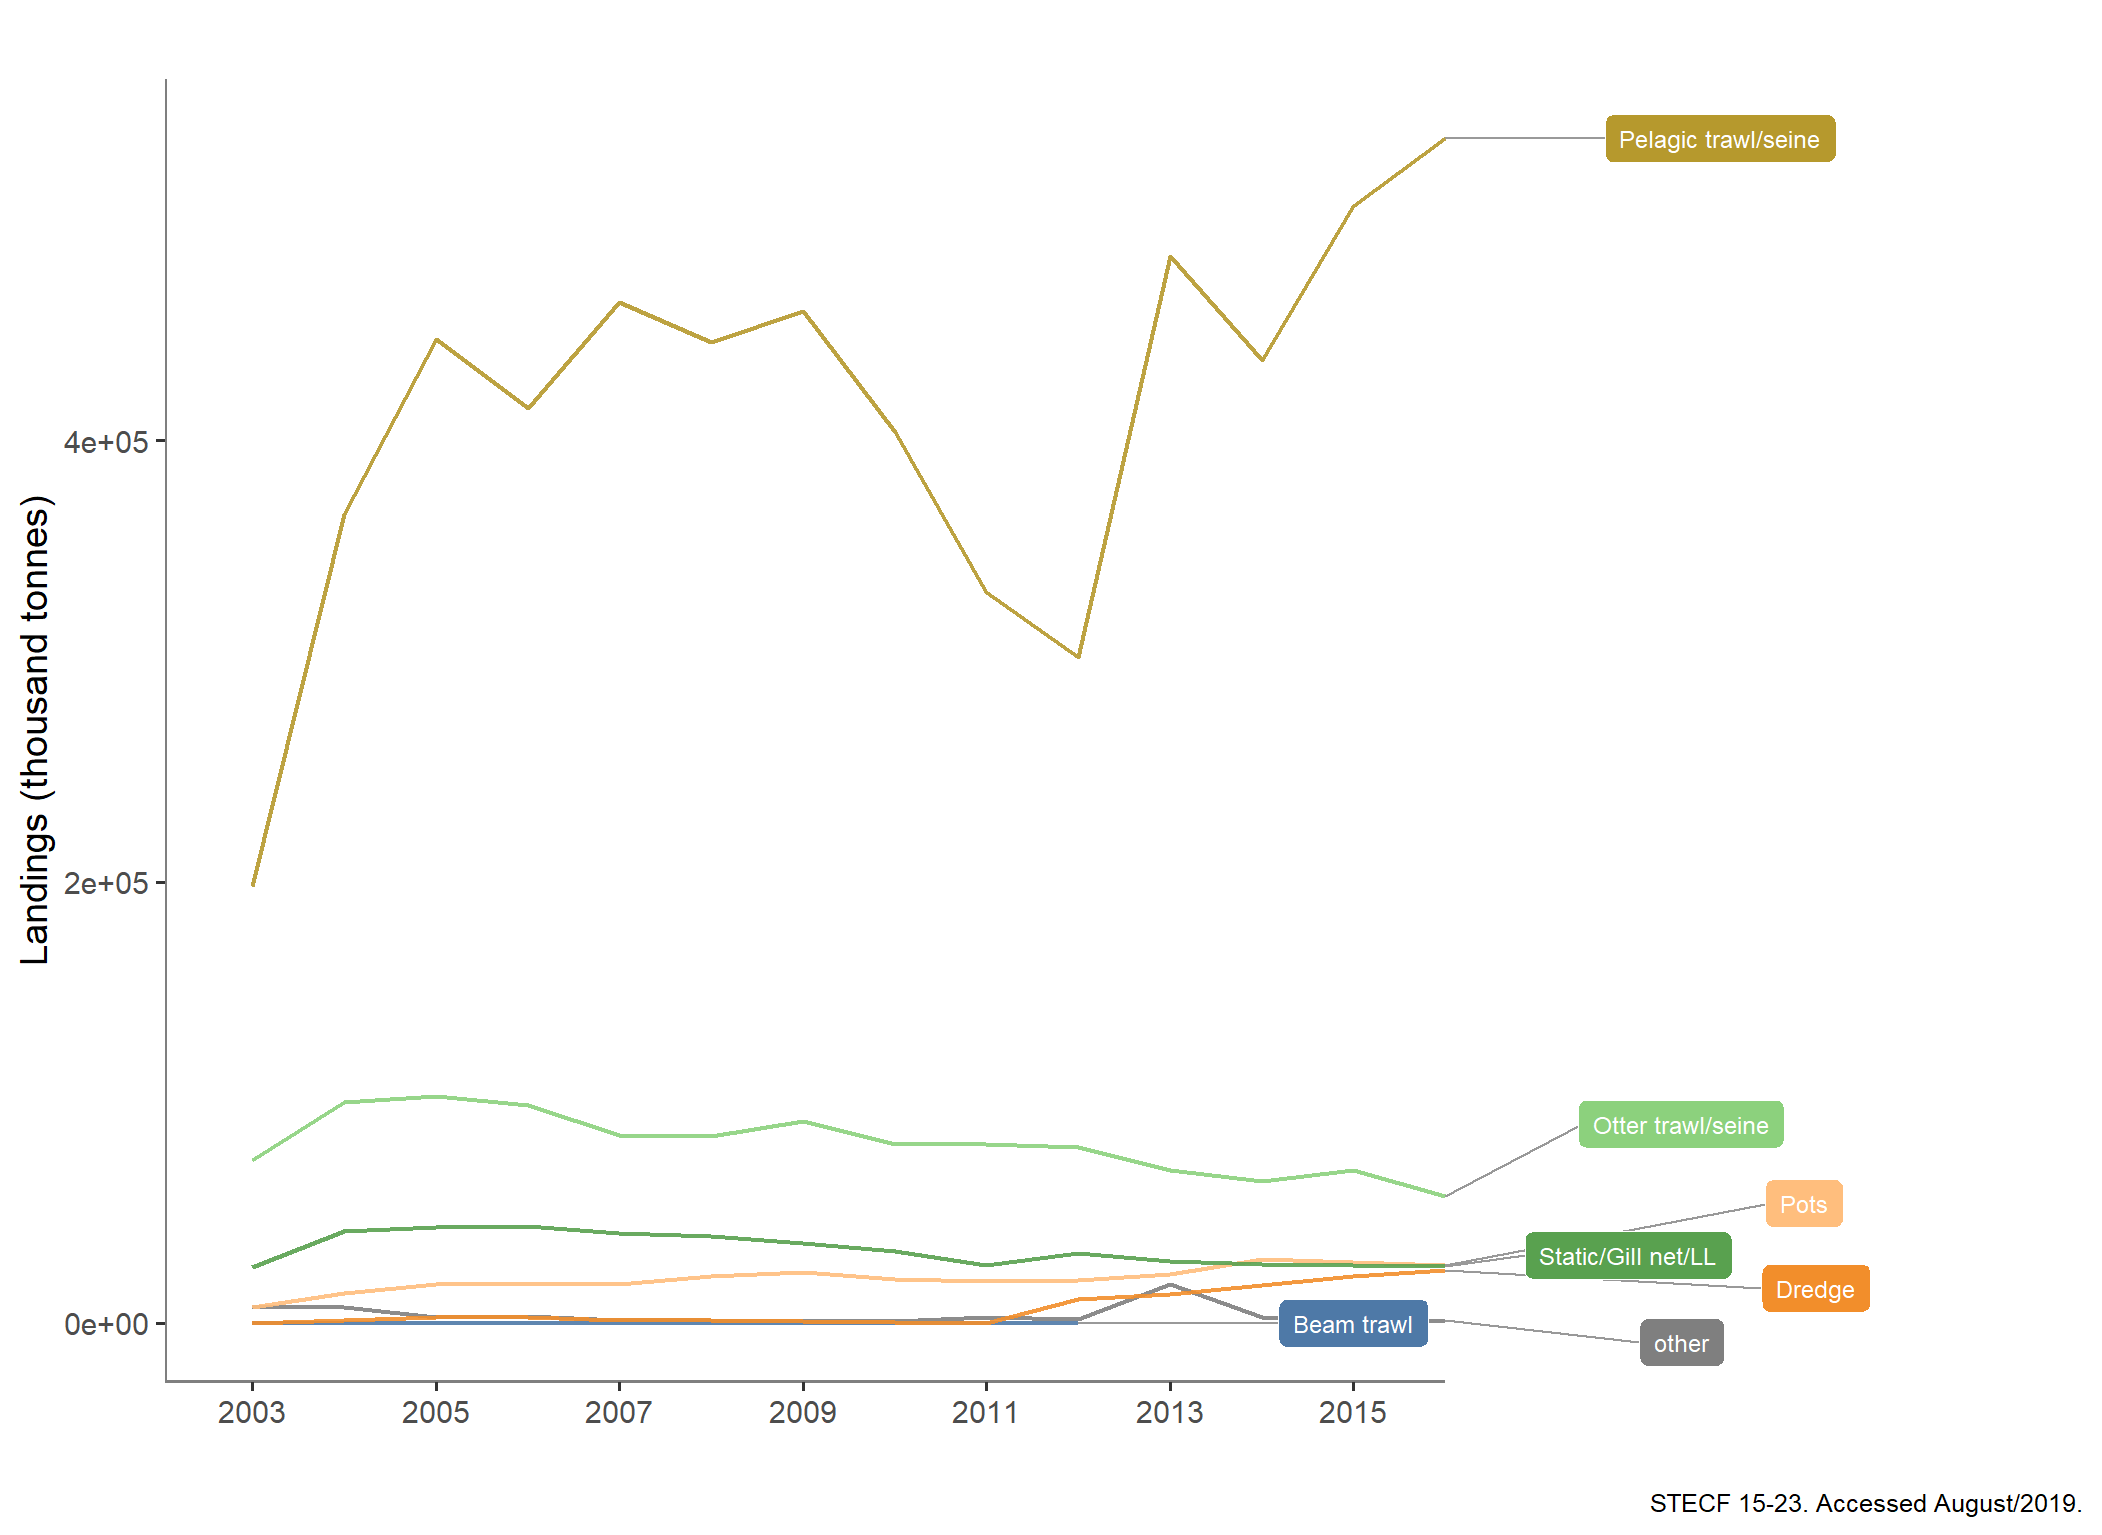 Landings (thousand tonnes)
4e+05
2e+05
0e+00
Pelagic trawl/seine
Otter trawl/seine
Pots
Static/Gill net/LL
Dredge
Beam trawl
other
2003 2005 2007 2009 2011 2013 2015
STECF 15-23. Accessed August/2019.